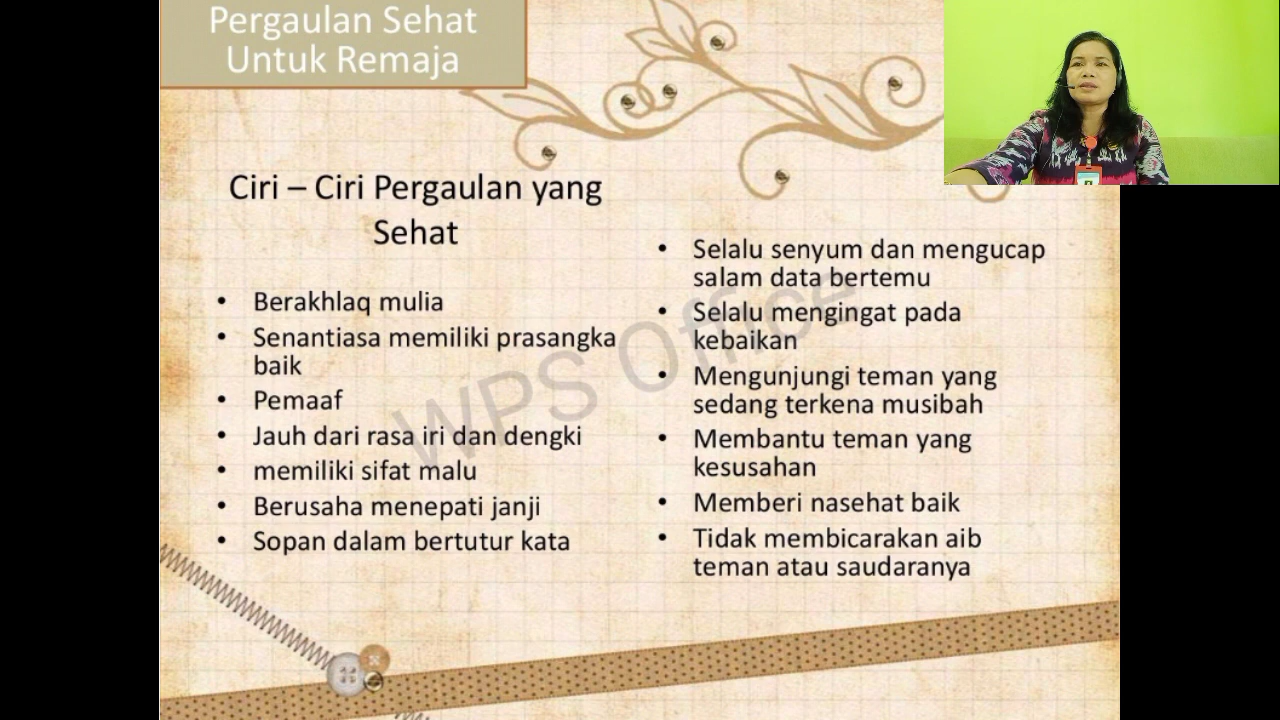 Pergaulan Sehat
Untuk Remaja
Ciri – Ciri Pergaulan yang
Sehat
• Berakhlaq mulia
• Senantiasa memiliki prasangka
baik
• Pemaaf
• Jauh dari rasa iri dan dengki
• memiliki sifat malu
• Berusaha menepati janji
• Sopan dalam bertutur kata
• Selalu senyum dan mengucap
salam data bertemu
• Selalu mengingat pada
kebaikan
• Mengunjungi teman yang
sedang terkena musibah
• Membantu teman yang
kesusahan
• Memberi nasehat baik
• Tidak membicarakan aib
teman atau saudaranya
WPS Office